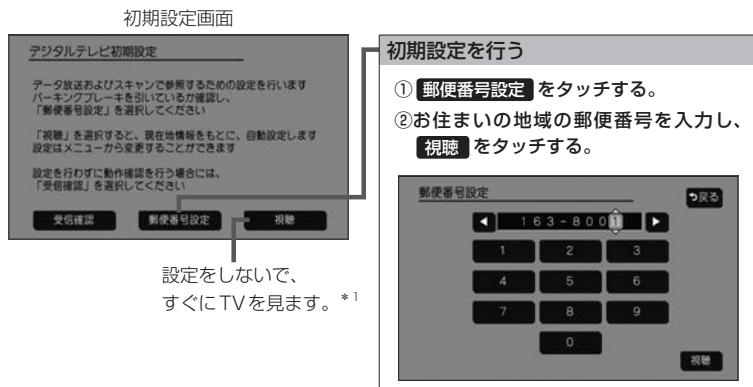 初期設定画面
デジタルテレビ初期設定
データ放送およびスキャンで参照するための設定を行います
パーキングブレーキを引いているか確認し、
「郵便番号設定」を選択してください
「視聴」を選択すると、現在地情報をもとに、自動設定します
設定はメニューから変更することができます
設定を行わずに動作確認を行う場合には、
「受信確認」を選択してください
受信確認 郵便番号設定 視聴
設定をしないで、
すぐにTVを見ます。*1
初期設定を行う
① 郵便番号設定 をタッチする。
②お住まいの地域の郵便番号を入力し、
視聴 をタッチする。
郵便番号設定 戻る
163-8001
1 2 3
4 5 6
7 8 9
0
視聴